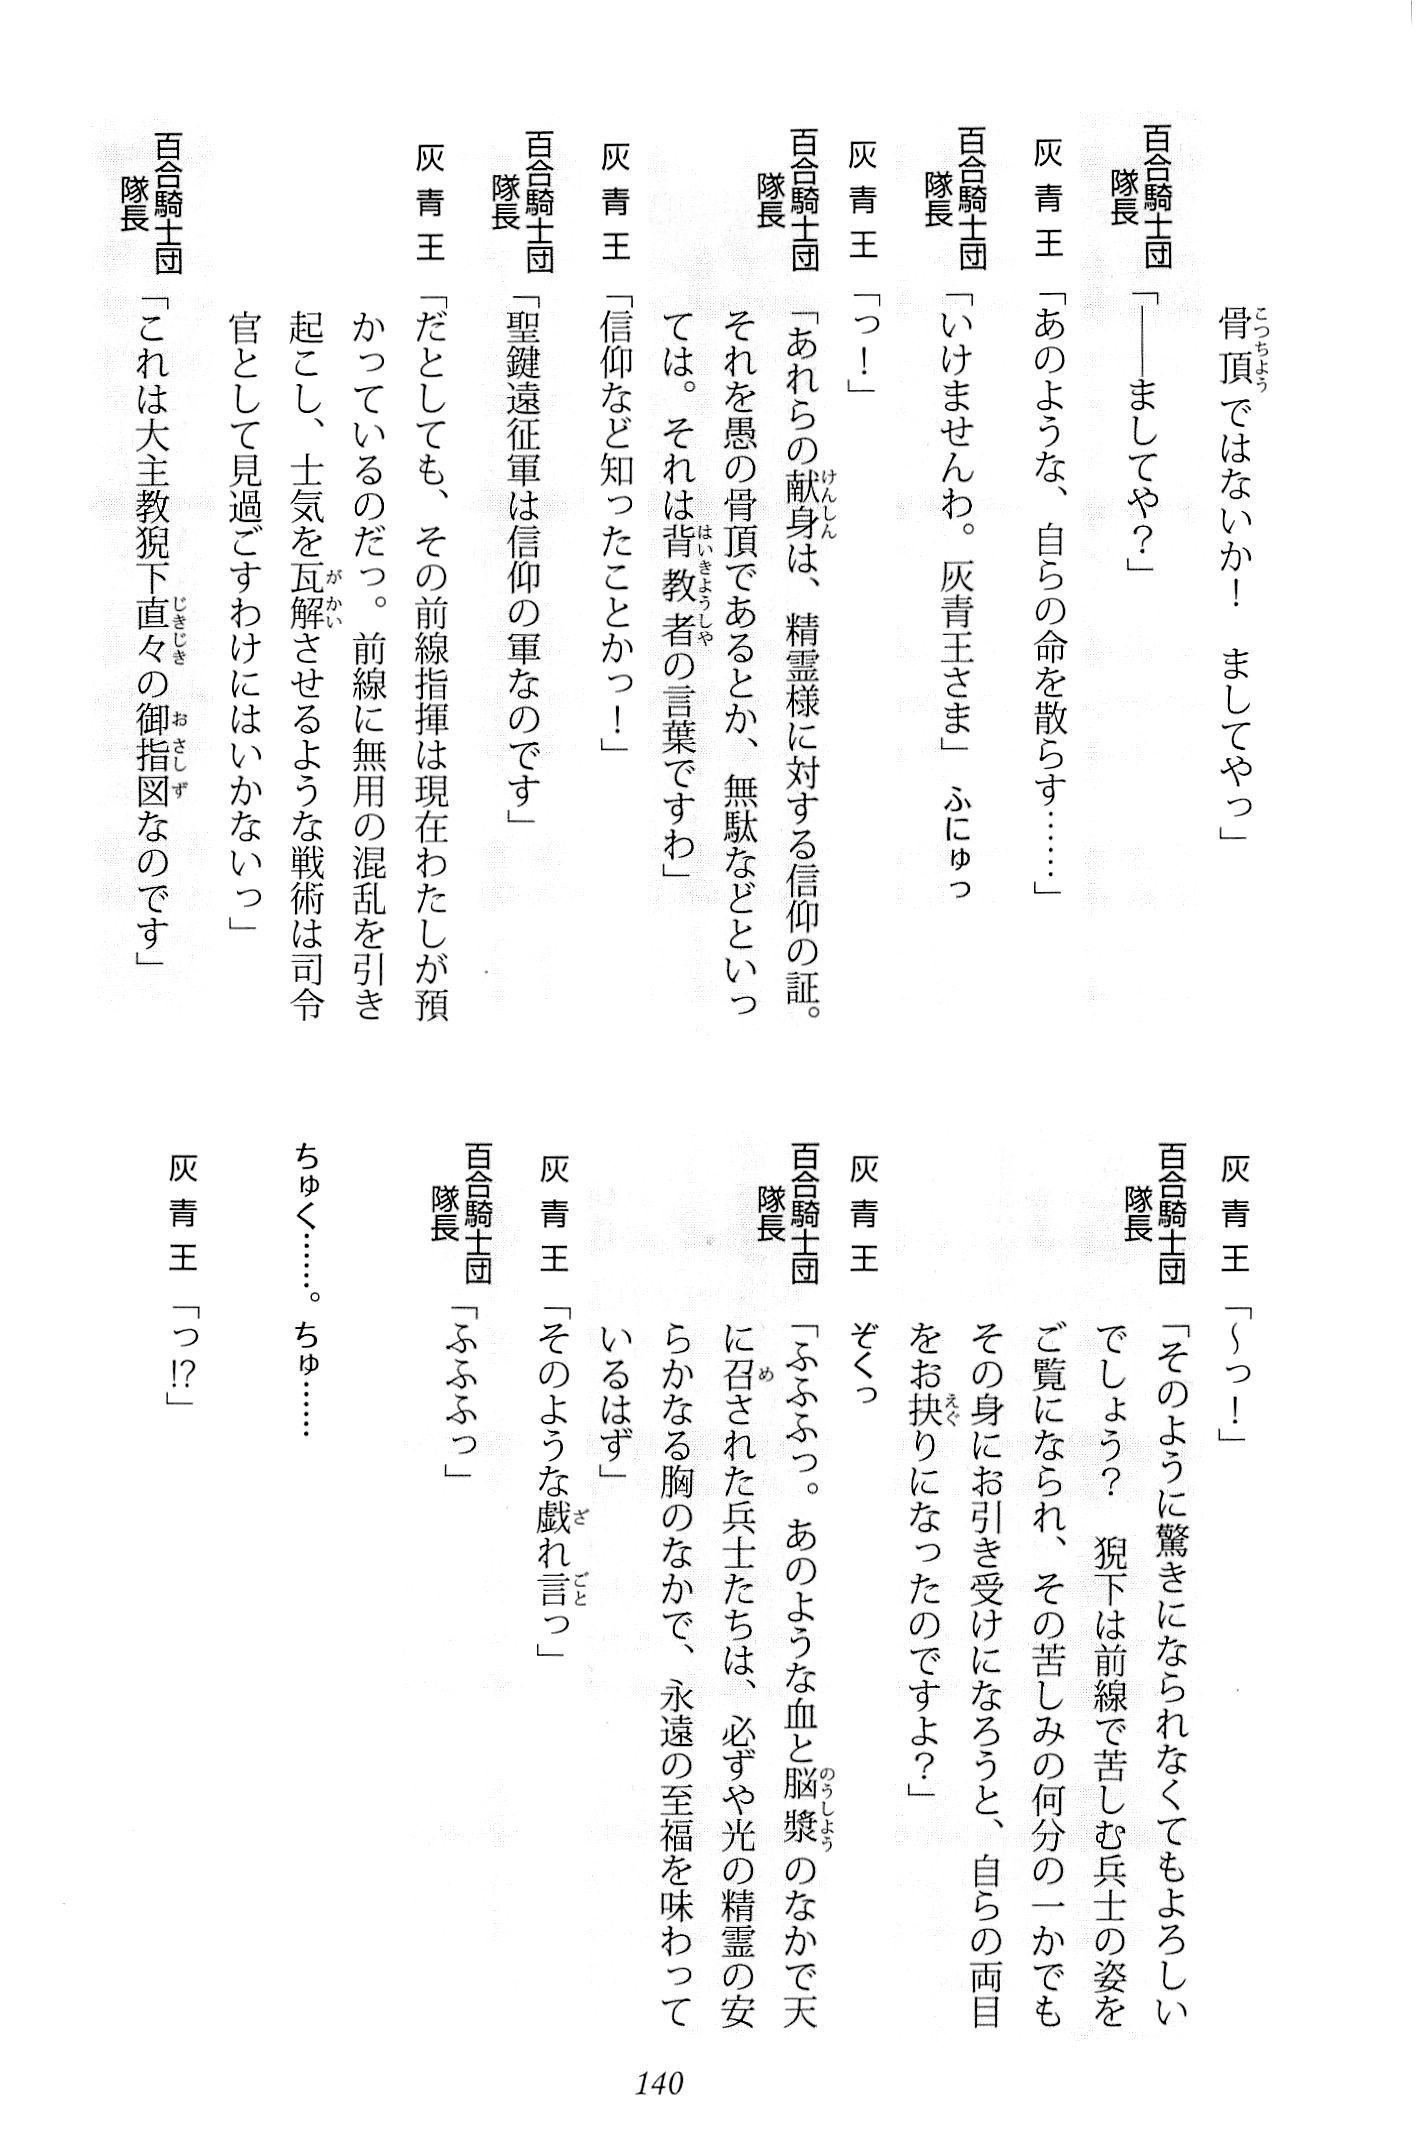 骨頂ではないか！　ましてやっ」
百合騎士団隊長「――ましてや？」
灰青王「あのような、自らの命を散らす……」
百合騎士団隊長「いけませんわ。灰青王さま」　ふにゅっ
灰青王「っ！」
百合騎士団隊長「あれらの献身は、精霊様に対する信仰の証。
それを愚の骨頂であるとか、無駄などといっ
ては。それは背教者の言葉ですわ」
灰青王「信仰など知ったことかっ！」
百合騎士団隊長「聖鍵遠征軍は信仰の軍なのです」
灰青王「だとしても、その前線指揮は現在わたしが預
かっているのだっ。前線に無用の混乱を引き
起こし、士気を瓦解させるような戦術は司令
官として見過ごすわけにはいかないっ」
百合騎士団隊長「これは大主教猊下直々の御指図なのです」
灰青王「～っ！」
百合騎士団隊長「そのように驚きになられなくてもよろしい
でしょう？　猊下は前線で苦しむ兵士の姿を
ご覧になられ、その苦しみの何分の一かでも
その身にお引き受けになろうと、自らの両目
をお抉りになったのですよ？」
灰青王　ぞくっ
百合騎士団隊長「ふふふっ。あのような血と脳漿のなかで天
に召された兵士たちは、必ずや光の精霊の安
らかなる胸のなかで、永遠の至福を味わって
いるはず」
灰青王「そのような戯れ言っ」
百合騎士団隊長「ふふふっ」
ちゅく……。ちゅ……
灰青王「っ!?」
140